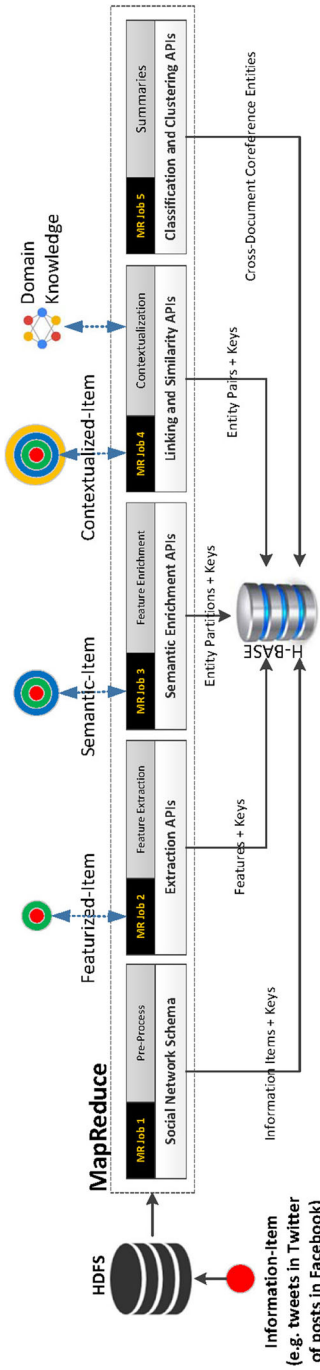 MapReduce
HDFS
Information-Item
(e.g. tweets in Twitter
of posts in Facebook)
MR Job 1
Pre-Process
Social Network Schema
MR Job 2
Feature Extraction
Extraction APIs
MR Job 3
Feature Enrichment
Semantic Enrichment APIs
MR Job 4
Contextualization
Linking and Similarity APIs
MR Job 5
Summaries
Classification and Clustering APIs
Featurized-Item
Semantic-Item
Contextualized-Item
Domain
Knowledge
Information Items + Keys
Features + Keys
Entity Partitions + Keys
Entity Pairs + Keys
Cross-Document Coreference Entities
H-BASE